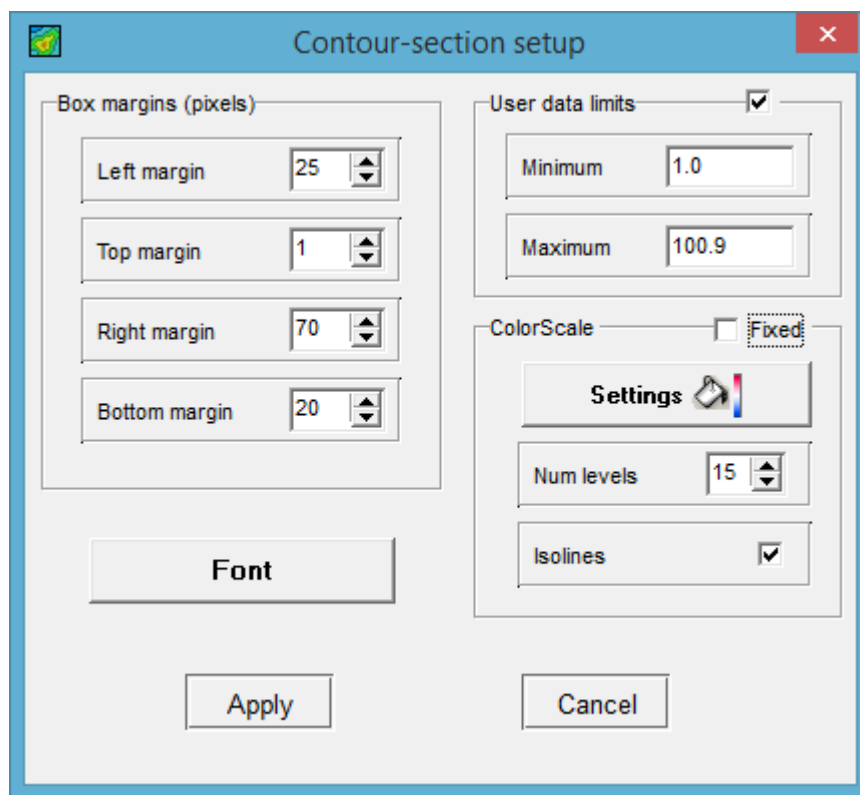 Contour-section setup
Box margins (pixels)
Left margin 25
Top margin 1
Right margin 70
Bottom margin 20
Font
User data limits
Minimum 1.0
Maximum 100.9
ColorScale Fixed
Settings
Num levels 15
Isolines
Apply Cancel